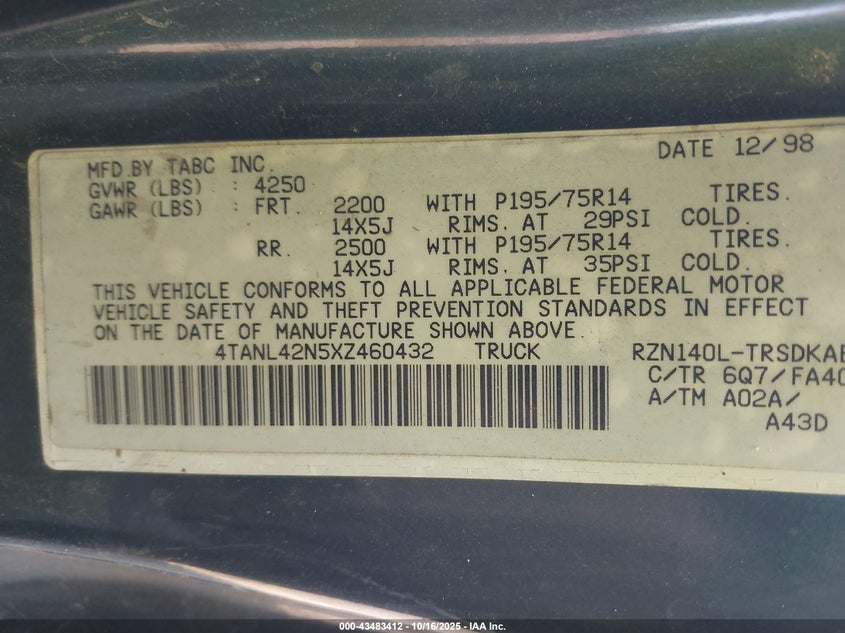 DATE 12/98
MFD.BY TABC INC.
GVWR (LBS) : 4250
GAWR (LBS) : FRT. 2200 WITH P195/75R14 TIRES.
14X5J RIMS. AT 29PSI COLD.
RR. 2500 WITH P195/75R14 TIRES.
14X5J RIMS. AT 35PSI COLD.
THIS VEHICLE CONFORMS TO ALL APPLICABLE FEDERAL MOTOR
VEHICLE SAFETY AND THEFT PREVENTION STANDARDS IN EFFECT
ON THE DATE OF MANUFACTURE SHOWN ABOVE.
4TANL42N5XZ460432 TRUCK RZN140L-TRSDKAB
C/TR 6Q7/FA40
A/TM A02A/
A43D
000-43483412 - 10/16/2025 - IAA Inc.